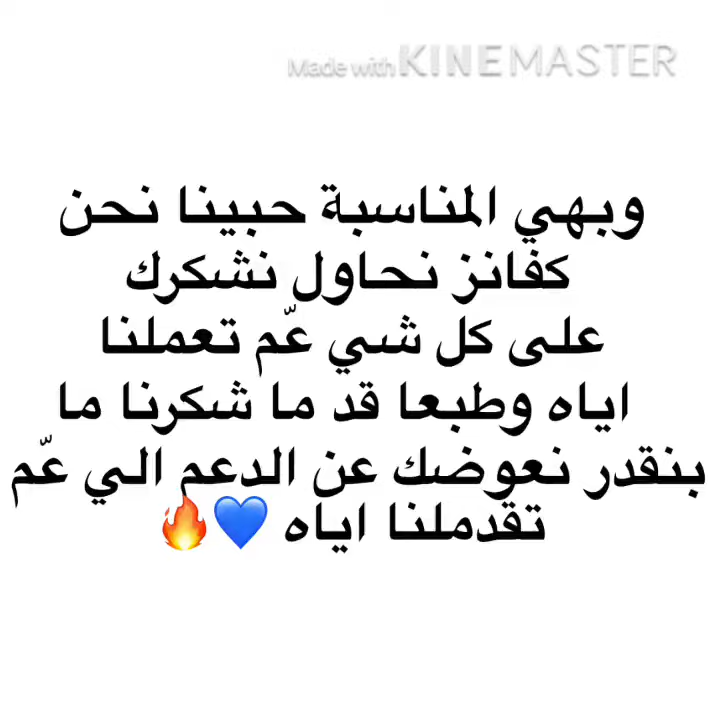 Made with KINEMASTER
وبهي المناسبة حبينا نحن
كفانز نحاول نشكرك
على كل شي عّم تعملنا
اياه وطبعا قد ما شكرنا ما
بنقدر نعوضك عن الدعم الي عّم
تقدملنا اياه 💙🔥